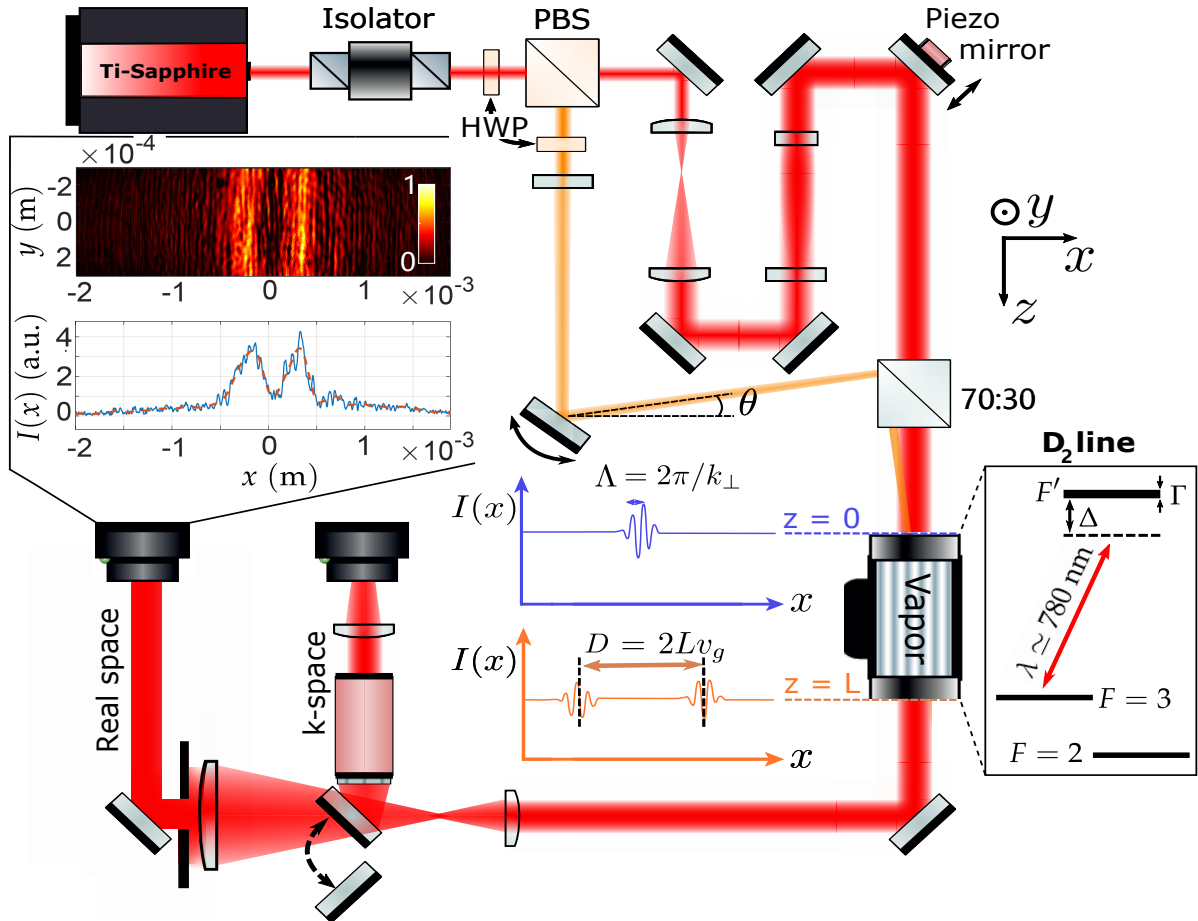 Isolator
PBS
Piezo
mirror
Ti-Sapphire
HWP
× 10⁻⁴
y (m)
-2
0
2
1
0
-2
-1
0
1
× 10⁻³
I(x) (a.u.)
4
2
0
-2
-1
0
1
× 10⁻³
x (m)
y
x
z
θ
70:30
D₂ line
F′
Γ
Δ
λ ≃ 780 nm
F = 3
F = 2
Λ = 2π/k⊥
I(x)
z = 0
x
Vapor
I(x)
D = 2Lv_g
z = L
x
Real space
k-space